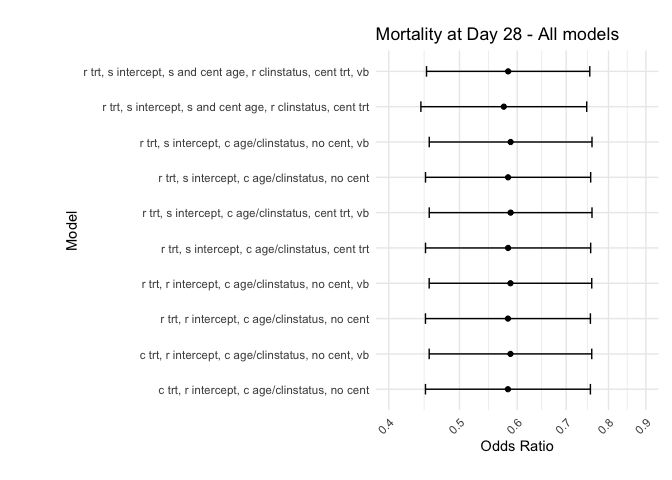 Mortality at Day 28 - All models
r trt, s intercept, s and cent age, r clinstatus, cent trt, vb
r trt, s intercept, s and cent age, r clinstatus, cent trt
r trt, s intercept, c age/clinstatus, no cent, vb
r trt, s intercept, c age/clinstatus, no cent
r trt, s intercept, c age/clinstatus, cent trt, vb
r trt, s intercept, c age/clinstatus, cent trt
r trt, r intercept, c age/clinstatus, no cent, vb
r trt, r intercept, c age/clinstatus, no cent
c trt, r intercept, c age/clinstatus, no cent, vb
c trt, r intercept, c age/clinstatus, no cent
Model
0.4 0.5 0.6 0.7 0.8 0.9
Odds Ratio